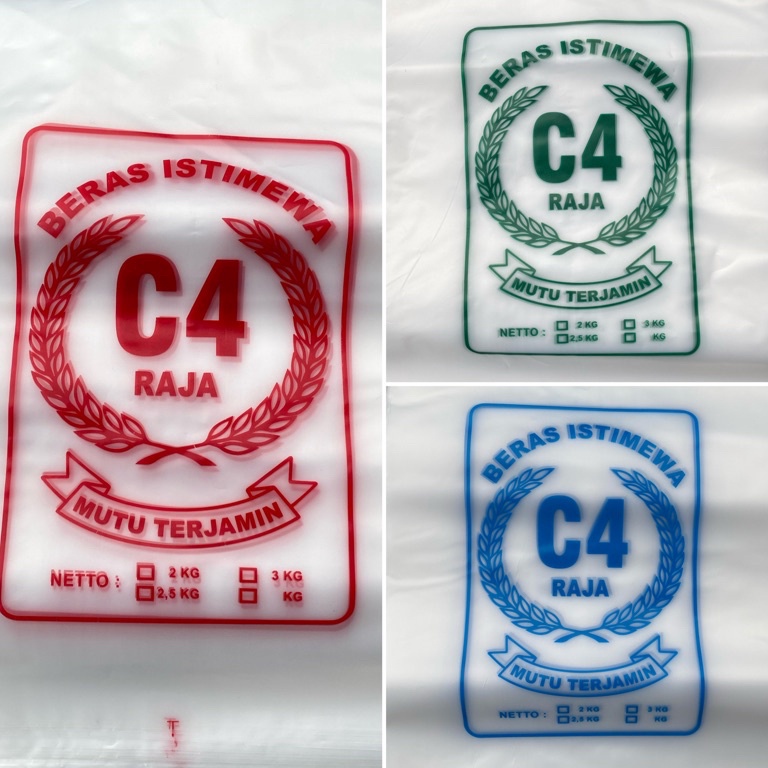 BERAS ISTIMEWA
C4
RAJA
MUTU TERJAMIN
NETTO : 2 KG 3 KG
2,5 KG KG
BERAS ISTIMEWA
C4
RAJA
MUTU TERJAMIN
NETTO : 2 KG 3 KG
2,5 KG KG
BERAS ISTIMEWA
C4
RAJA
MUTU TERJAMIN
NETTO : 2 KG 3 KG
2,5 KG KG